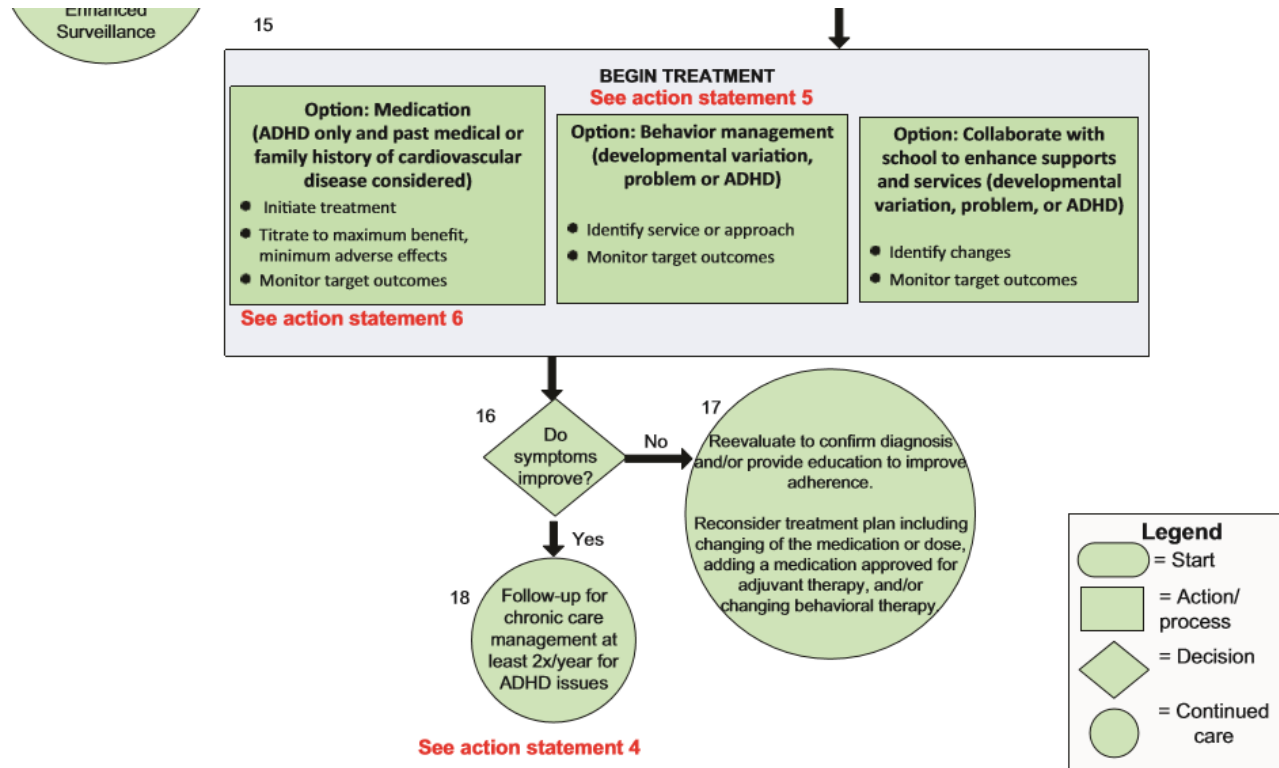 Enhanced
Surveillance
15
BEGIN TREATMENT
See action statement 5
Option: Medication
(ADHD only and past medical or
family history of cardiovascular
disease considered)
● Initiate treatment
● Titrate to maximum benefit,
minimum adverse effects
● Monitor target outcomes
See action statement 6
Option: Behavior management
(developmental variation,
problem or ADHD)
● Identify service or approach
● Monitor target outcomes
Option: Collaborate with
school to enhance supports
and services (developmental
variation, problem, or ADHD)
● Identify changes
● Monitor target outcomes
16
Do
symptoms
improve?
No
17
Reevaluate to confirm diagnosis
and/or provide education to improve
adherence.
Reconsider treatment plan including
changing of the medication or dose,
adding a medication approved for
adjuvant therapy, and/or
changing behavioral therapy.
Yes
18
Follow-up for
chronic care
management at
least 2x/year for
ADHD issues
See action statement 4
Legend
= Start
= Action/
process
= Decision
= Continued
care